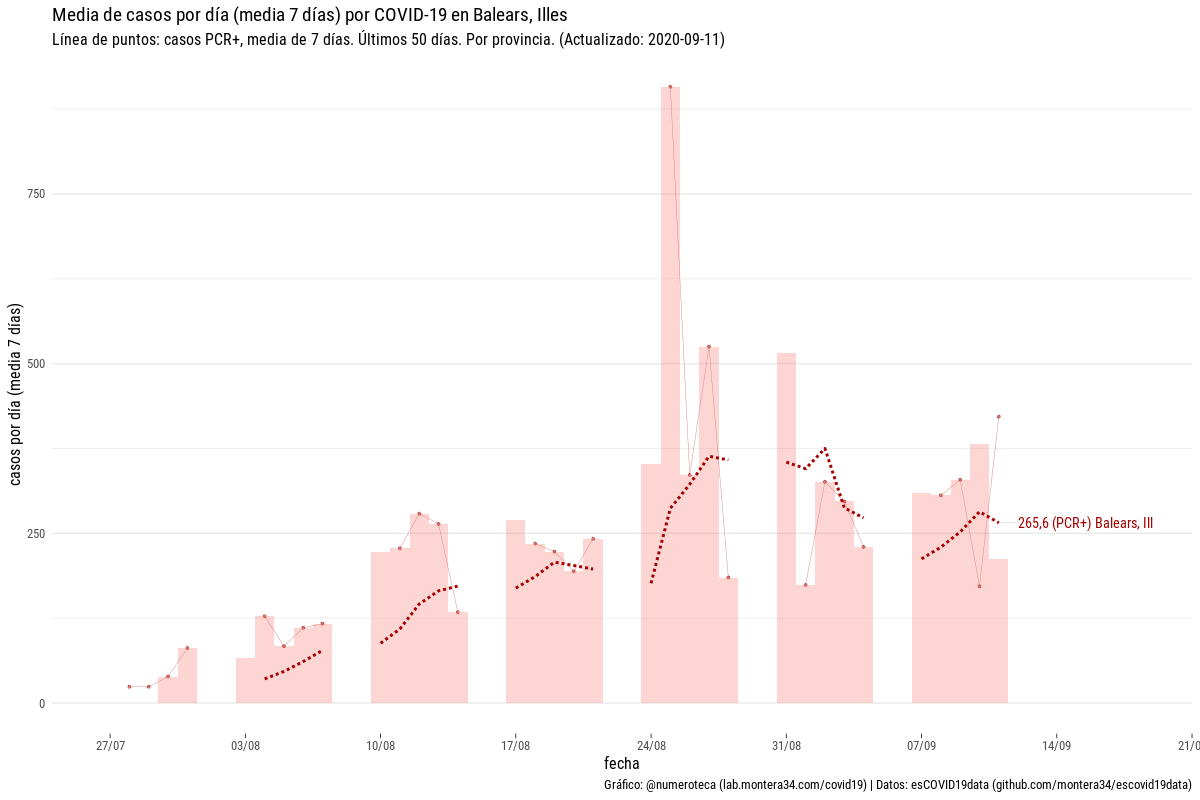 Media de casos por día (media 7 días) por COVID-19 en Balears, Illes
Línea de puntos: casos PCR+, media de 7 días. Últimos 50 días. Por provincia. (Actualizado: 2020-09-11)
casos por día (media 7 días)
750
500
250
0
265,6 (PCR+) Balears, Ill
27/07 03/08 10/08 17/08 24/08 31/08 07/09 14/09 21/0
fecha
Gráfico: @numeroteca (lab.montera34.com/covid19) | Datos: esCOVID19data (github.com/montera34/escovid19data)